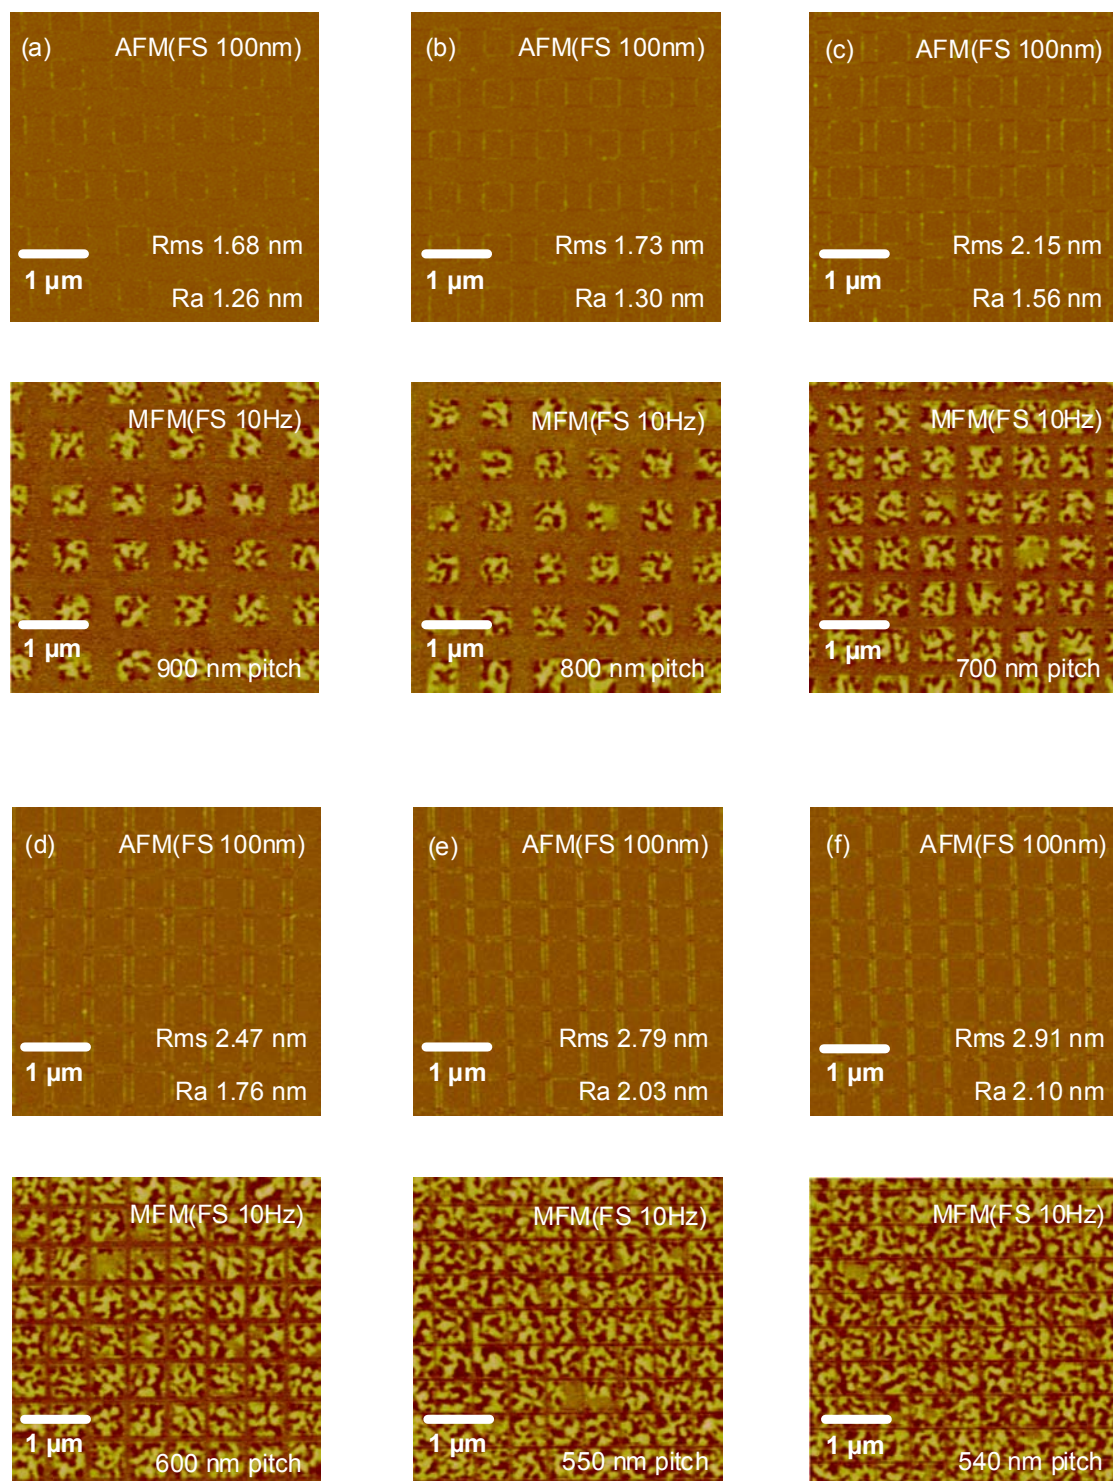 (a) AFM(FS 100nm)
Rms 1.68 nm
1 µm
Ra 1.26 nm
(b) AFM(FS 100nm)
Rms 1.73 nm
1 µm
Ra 1.30 nm
(c) AFM(FS 100nm)
Rms 2.15 nm
1 µm
Ra 1.56 nm
MFM(FS 10Hz)
1 µm
900 nm pitch
MFM(FS 10Hz)
1 µm
800 nm pitch
MFM(FS 10Hz)
1 µm
700 nm pitch
(d) AFM(FS 100nm)
Rms 2.47 nm
1 µm
Ra 1.76 nm
(e) AFM(FS 100nm)
Rms 2.79 nm
1 µm
Ra 2.03 nm
(f) AFM(FS 100nm)
Rms 2.91 nm
1 µm
Ra 2.10 nm
MFM(FS 10Hz)
1 µm
600 nm pitch
MFM(FS 10Hz)
1 µm
550 nm pitch
MFM(FS 10Hz)
1 µm
540 nm pitch